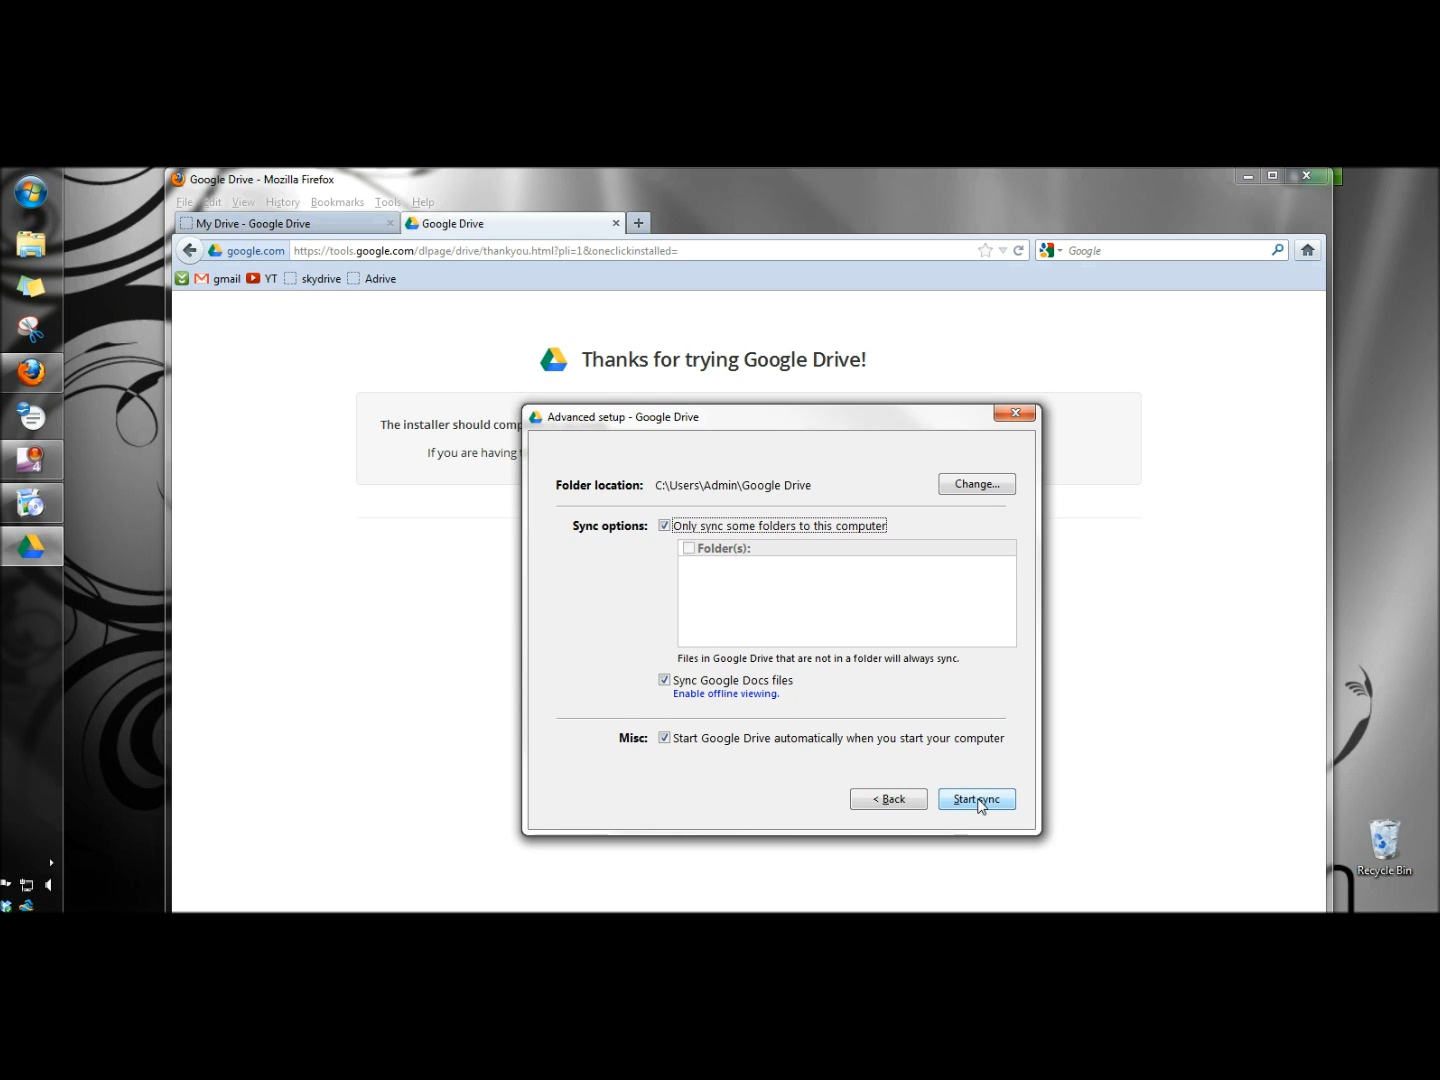 Google Drive - Mozilla Firefox
File Edit View History Bookmarks Tools Help
My Drive - Google Drive
Google Drive
google.com https://tools.google.com/dlpage/drive/thankyou.html?pli=1&oneclickinstalled=
Google
gmail YT skydrive Adrive
Thanks for trying Google Drive!
The installer should comp
If you are having
Advanced setup - Google Drive
Folder location: C:\Users\Admin\Google Drive Change...
Sync options: Only sync some folders to this computer
Folder(s):
Files in Google Drive that are not in a folder will always sync.
Sync Google Docs files
Enable offline viewing.
Misc: Start Google Drive automatically when you start your computer
< Back Start sync
Recycle Bin